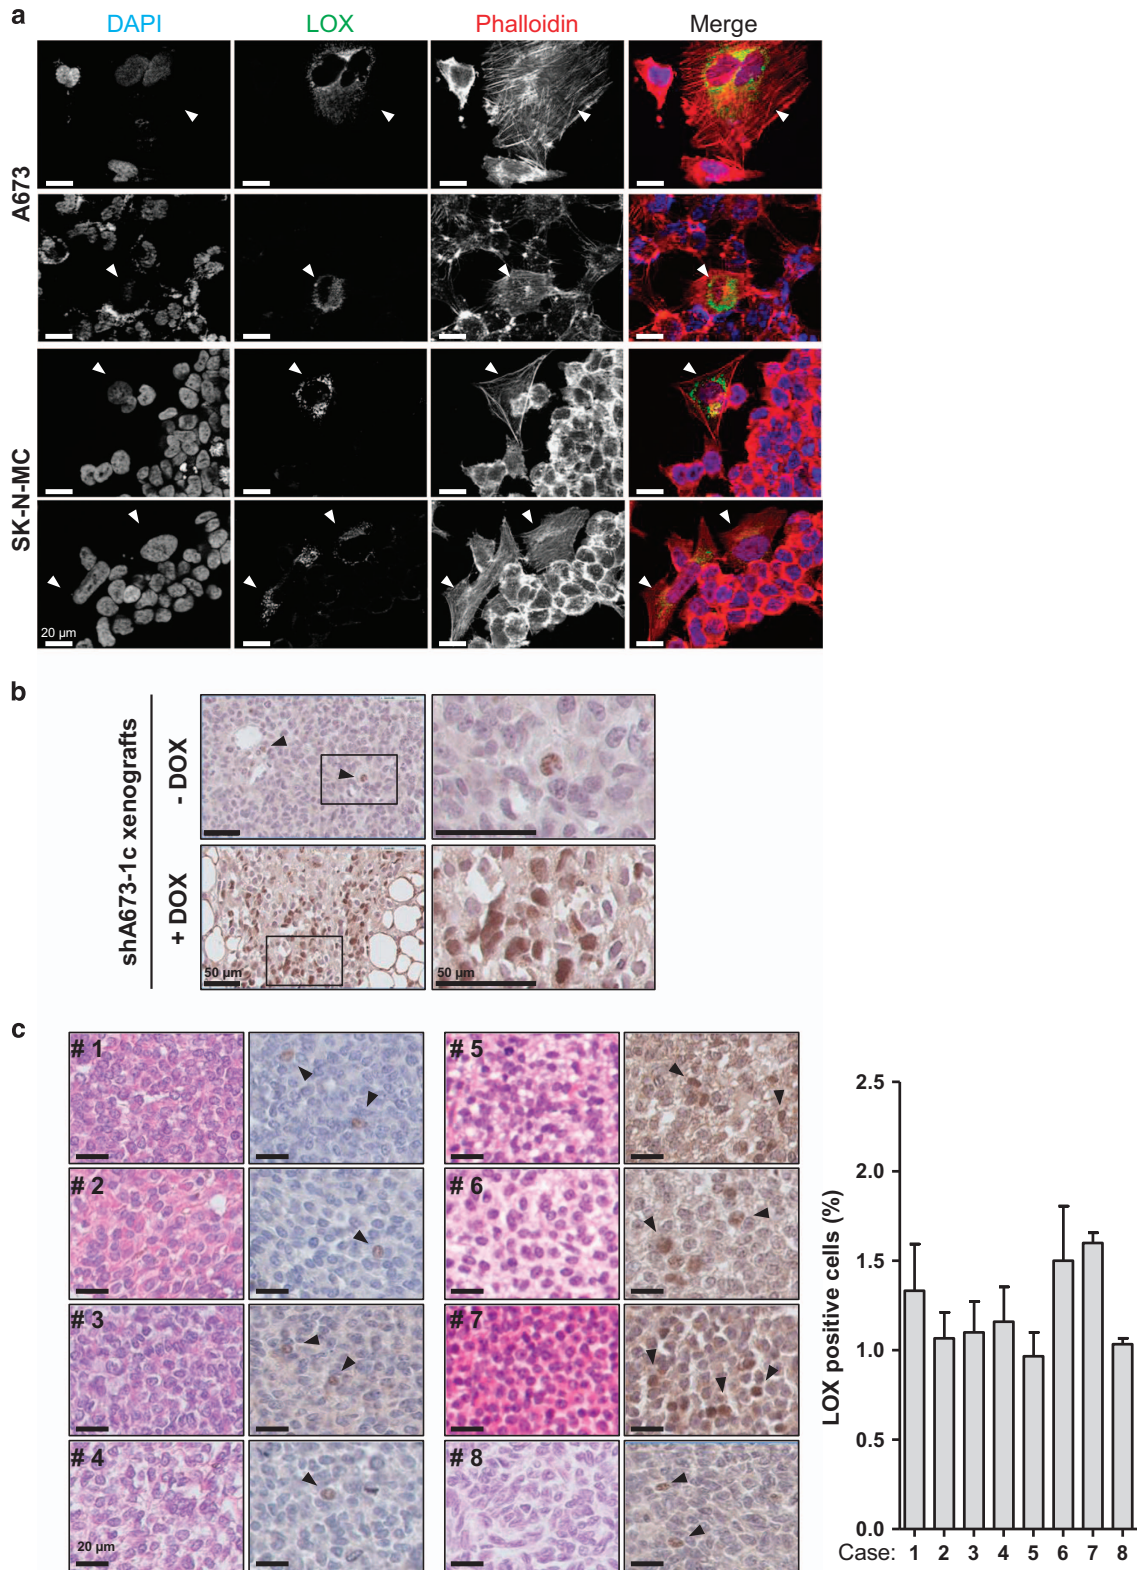 a
DAPI LOX Phalloidin Merge
A673
SK-N-MC
20 µm
b
shA673-1c xenografts
- DOX
+ DOX
50 µm 50 µm
c
# 1 # 5
# 2 # 6
# 3 # 7
# 4 # 8
20 µm
LOX positive cells (%)
2.5
2.0
1.5
1.0
0.5
0.0
Case: 1 2 3 4 5 6 7 8